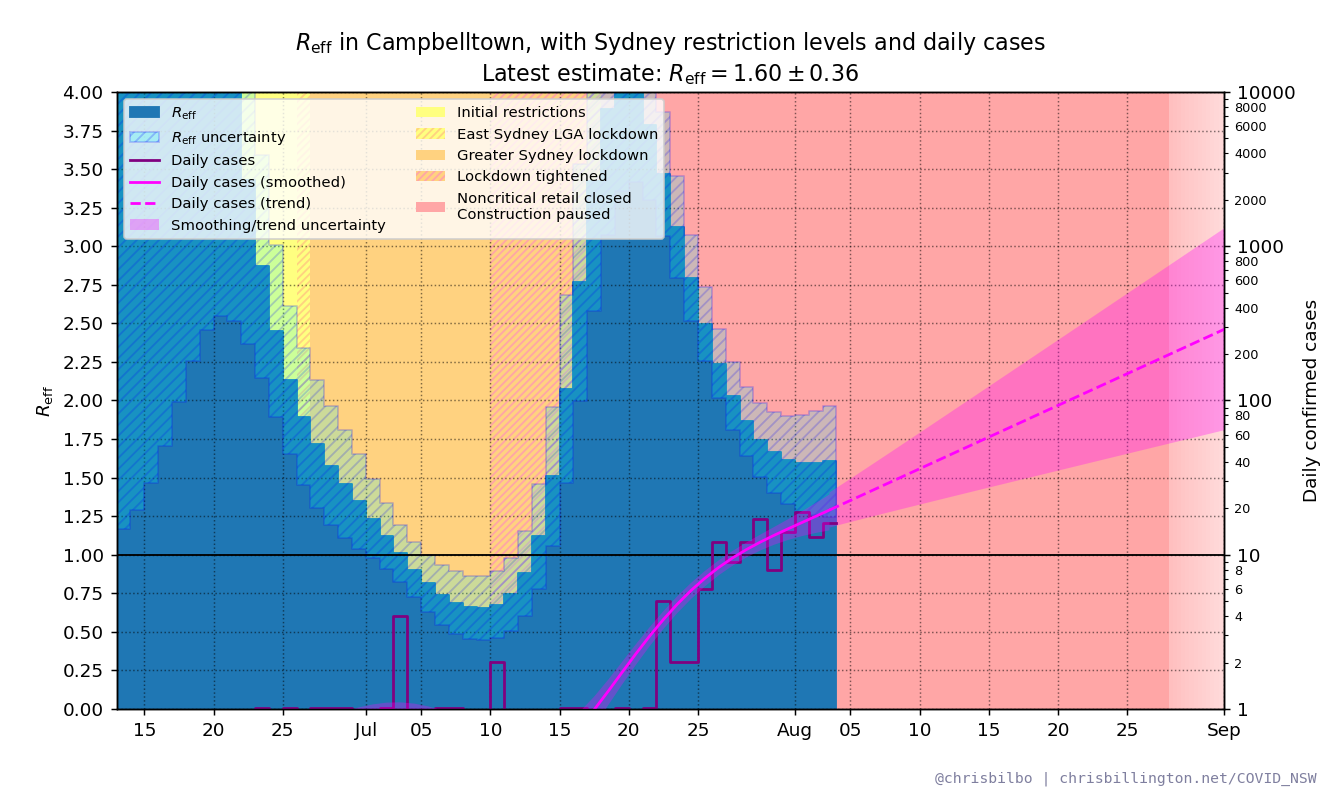 R_eff in Campbelltown, with Sydney restriction levels and daily cases
Latest estimate: R_eff = 1.60 ± 0.36
R_eff
R_eff uncertainty
Daily cases
Daily cases (smoothed)
Daily cases (trend)
Smoothing/trend uncertainty
Initial restrictions
East Sydney LGA lockdown
Greater Sydney lockdown
Lockdown tightened
Noncritical retail closed
Construction paused
R_eff
4.00
3.75
3.50
3.25
3.00
2.75
2.50
2.25
2.00
1.75
1.50
1.25
1.00
0.75
0.50
0.25
0.00
10000
8000
6000
4000
2000
1000
800
600
400
200
100
80
60
40
20
10
8
6
4
2
1
Daily confirmed cases
15 20 25 Jul 05 10 15 20 25 Aug 05 10 15 20 25 Sep
@chrisbilbo | chrisbillington.net/COVID_NSW